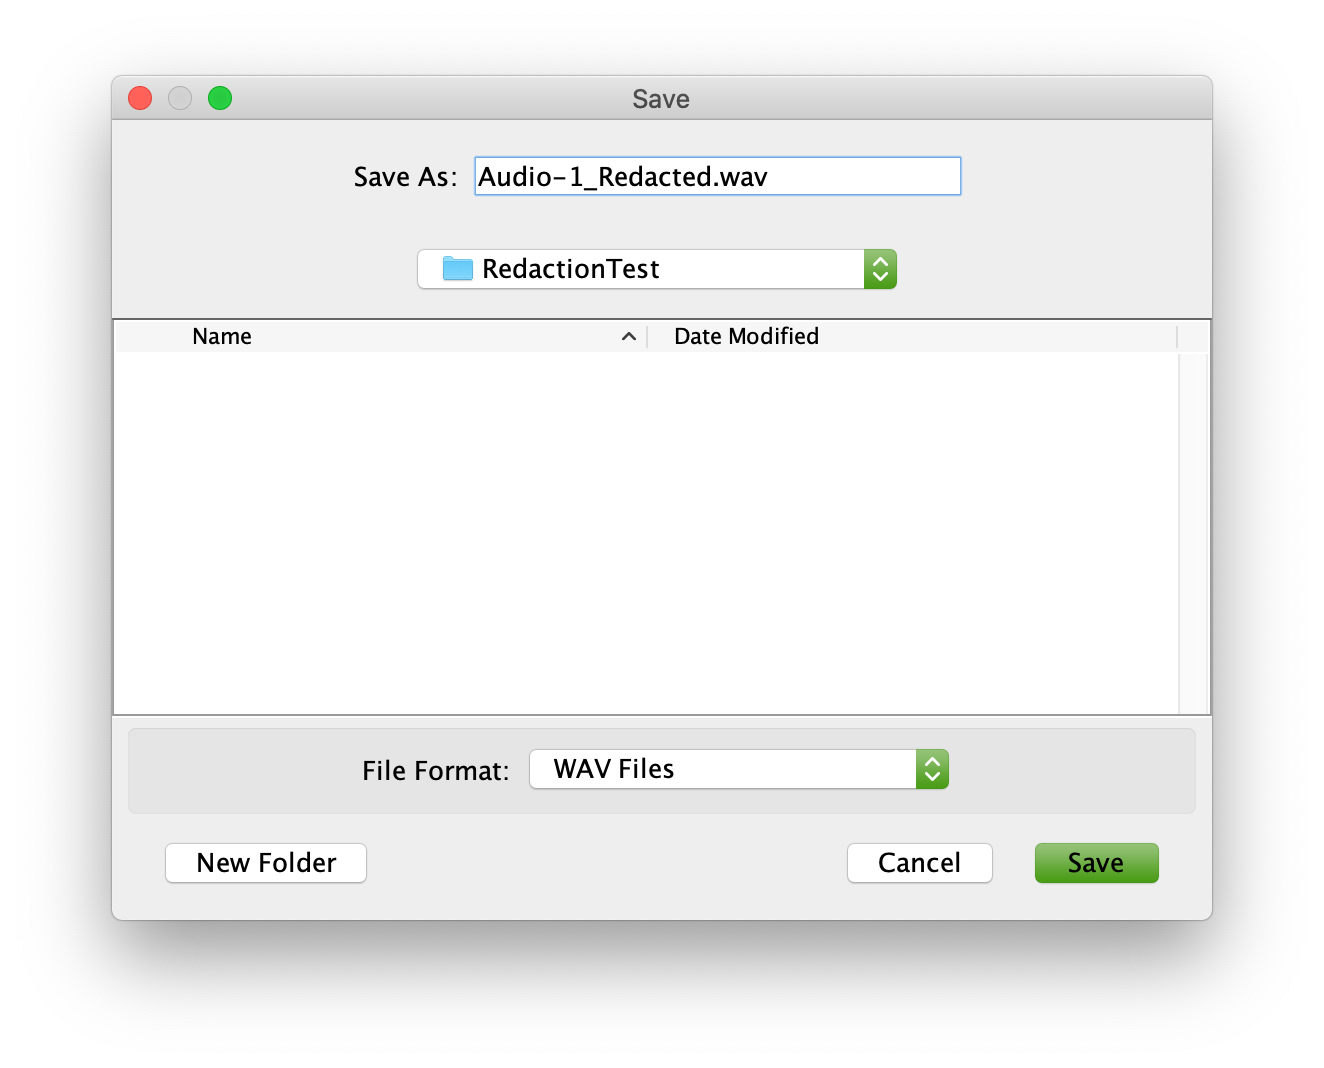 Save
Save As: Audio-1_Redacted.wav
RedactionTest
Name Date Modified
File Format: WAV Files
New Folder Cancel Save